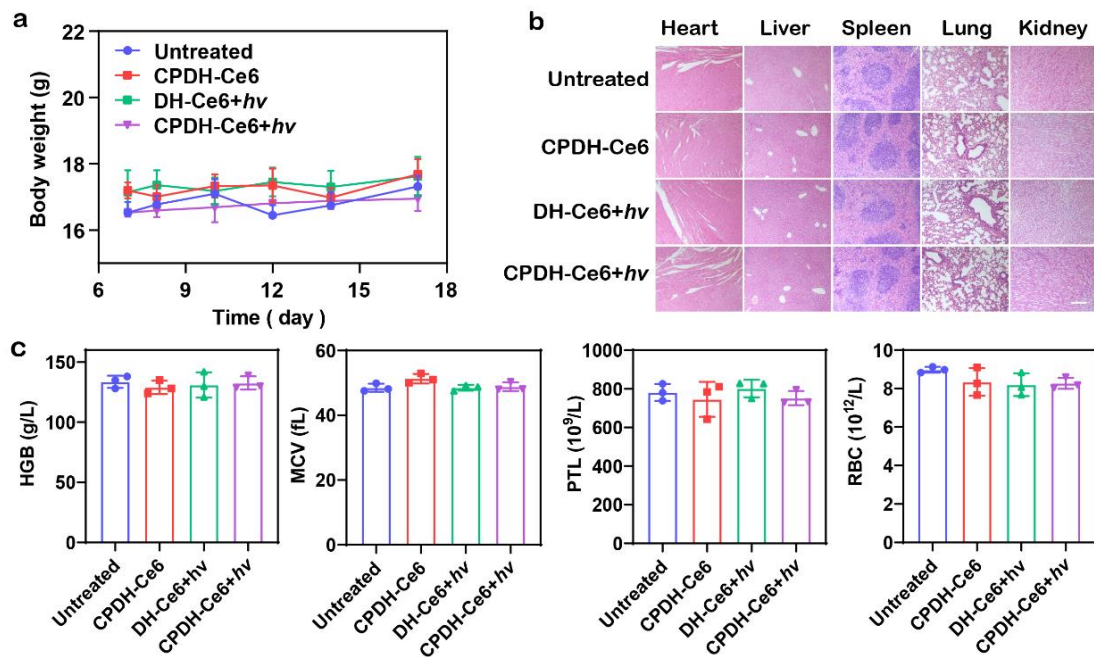 a
22
20
18
16
Body weight (g)
Untreated
CPDH-Ce6
DH-Ce6+hv
CPDH-Ce6+hv
6 9 12 15 18
Time ( day )
b
Heart Liver Spleen Lung Kidney
Untreated
CPDH-Ce6
DH-Ce6+hv
CPDH-Ce6+hv
c
150
100
50
0
HGB (g/L)
Untreated
CPDH-Ce6
DH-Ce6+hv
CPDH-Ce6+hv
60
40
20
0
MCV (fL)
Untreated
CPDH-Ce6
DH-Ce6+hv
CPDH-Ce6+hv
1000
800
600
400
200
0
PTL (10⁹/L)
Untreated
CPDH-Ce6
DH-Ce6+hv
CPDH-Ce6+hv
12
10
8
6
4
2
0
RBC (10¹²/L)
Untreated
CPDH-Ce6
DH-Ce6+hv
CPDH-Ce6+hv